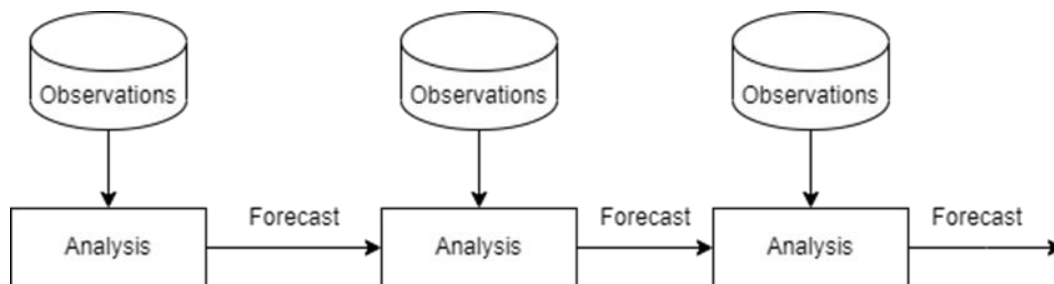 Observations
Observations
Observations
Forecast
Forecast
Forecast
Analysis
Analysis
Analysis